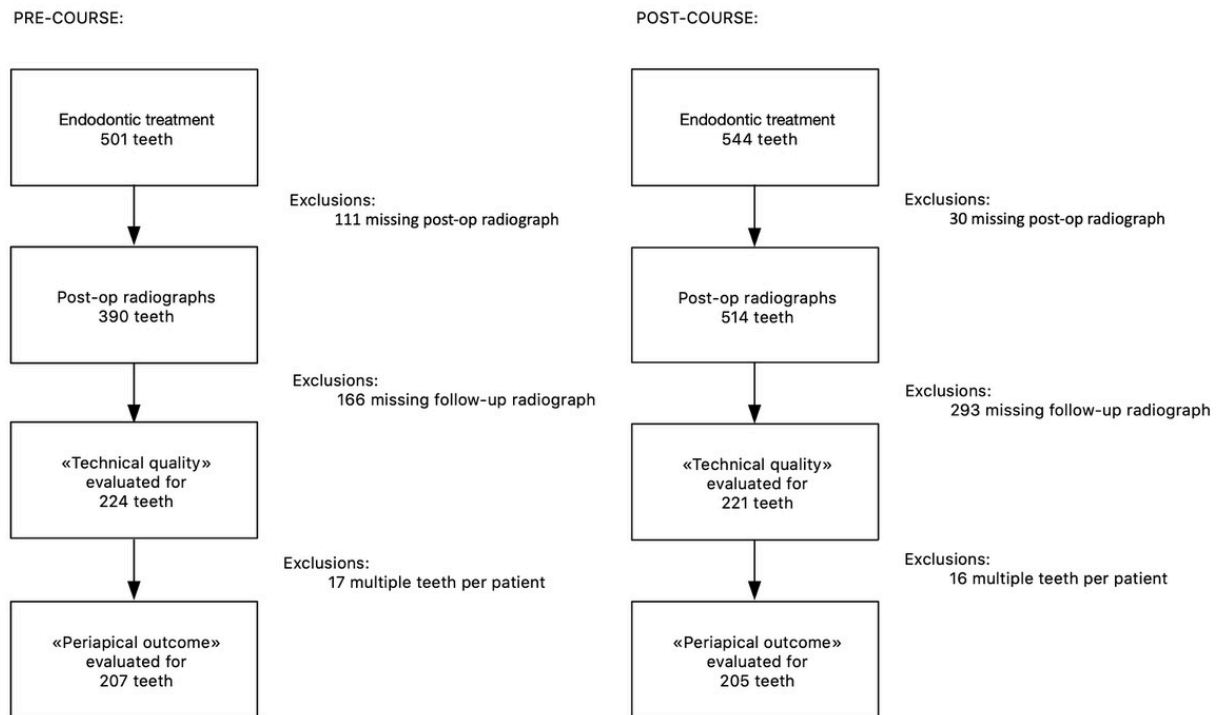 PRE-COURSE:
Endodontic treatment
501 teeth
Exclusions:
111 missing post-op radiograph
Post-op radiographs
390 teeth
Exclusions:
166 missing follow-up radiograph
«Technical quality»
evaluated for
224 teeth
Exclusions:
17 multiple teeth per patient
«Periapical outcome»
evaluated for
207 teeth
POST-COURSE:
Endodontic treatment
544 teeth
Exclusions:
30 missing post-op radiograph
Post-op radiographs
514 teeth
Exclusions:
293 missing follow-up radiograph
«Technical quality»
evaluated for
221 teeth
Exclusions:
16 multiple teeth per patient
«Periapical outcome»
evaluated for
205 teeth